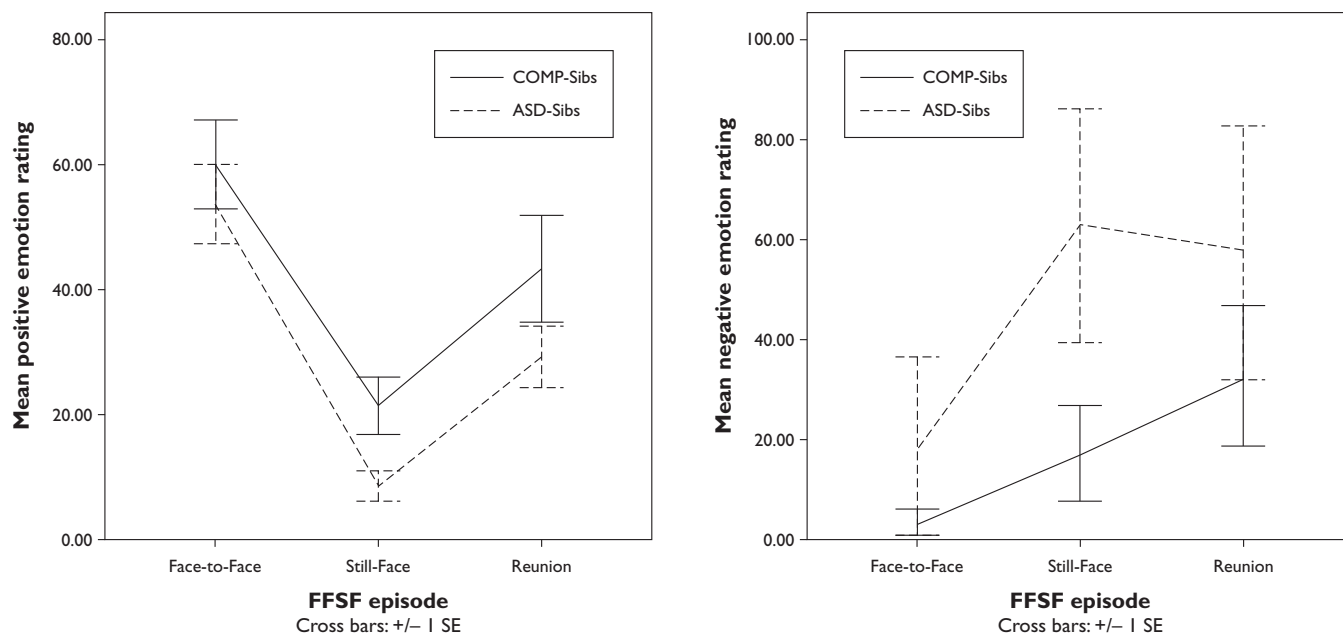 80.00
60.00
40.00
20.00
0.00
Mean positive emotion rating
COMP-Sibs
ASD-Sibs
Face-to-Face
Still-Face
Reunion
FFSF episode
Cross bars: +/– 1 SE
100.00
80.00
60.00
40.00
20.00
0.00
Mean negative emotion rating
COMP-Sibs
ASD-Sibs
Face-to-Face
Still-Face
Reunion
FFSF episode
Cross bars: +/– 1 SE